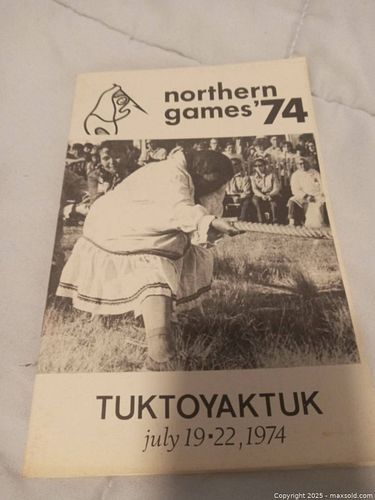 northern
games '74
TUKTOYAKTUK
july 19·22, 1974
Copyright 2025 - maxsold.com